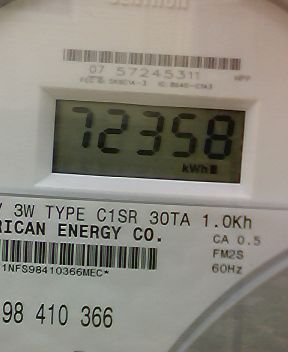 07 57245311
72358
kWh
3W TYPE C1SR 30TA 1.0Kh
RICAN ENERGY CO.
CA 0.5
FM2S
60Hz
1NFS98410366MEC*
98 410 366